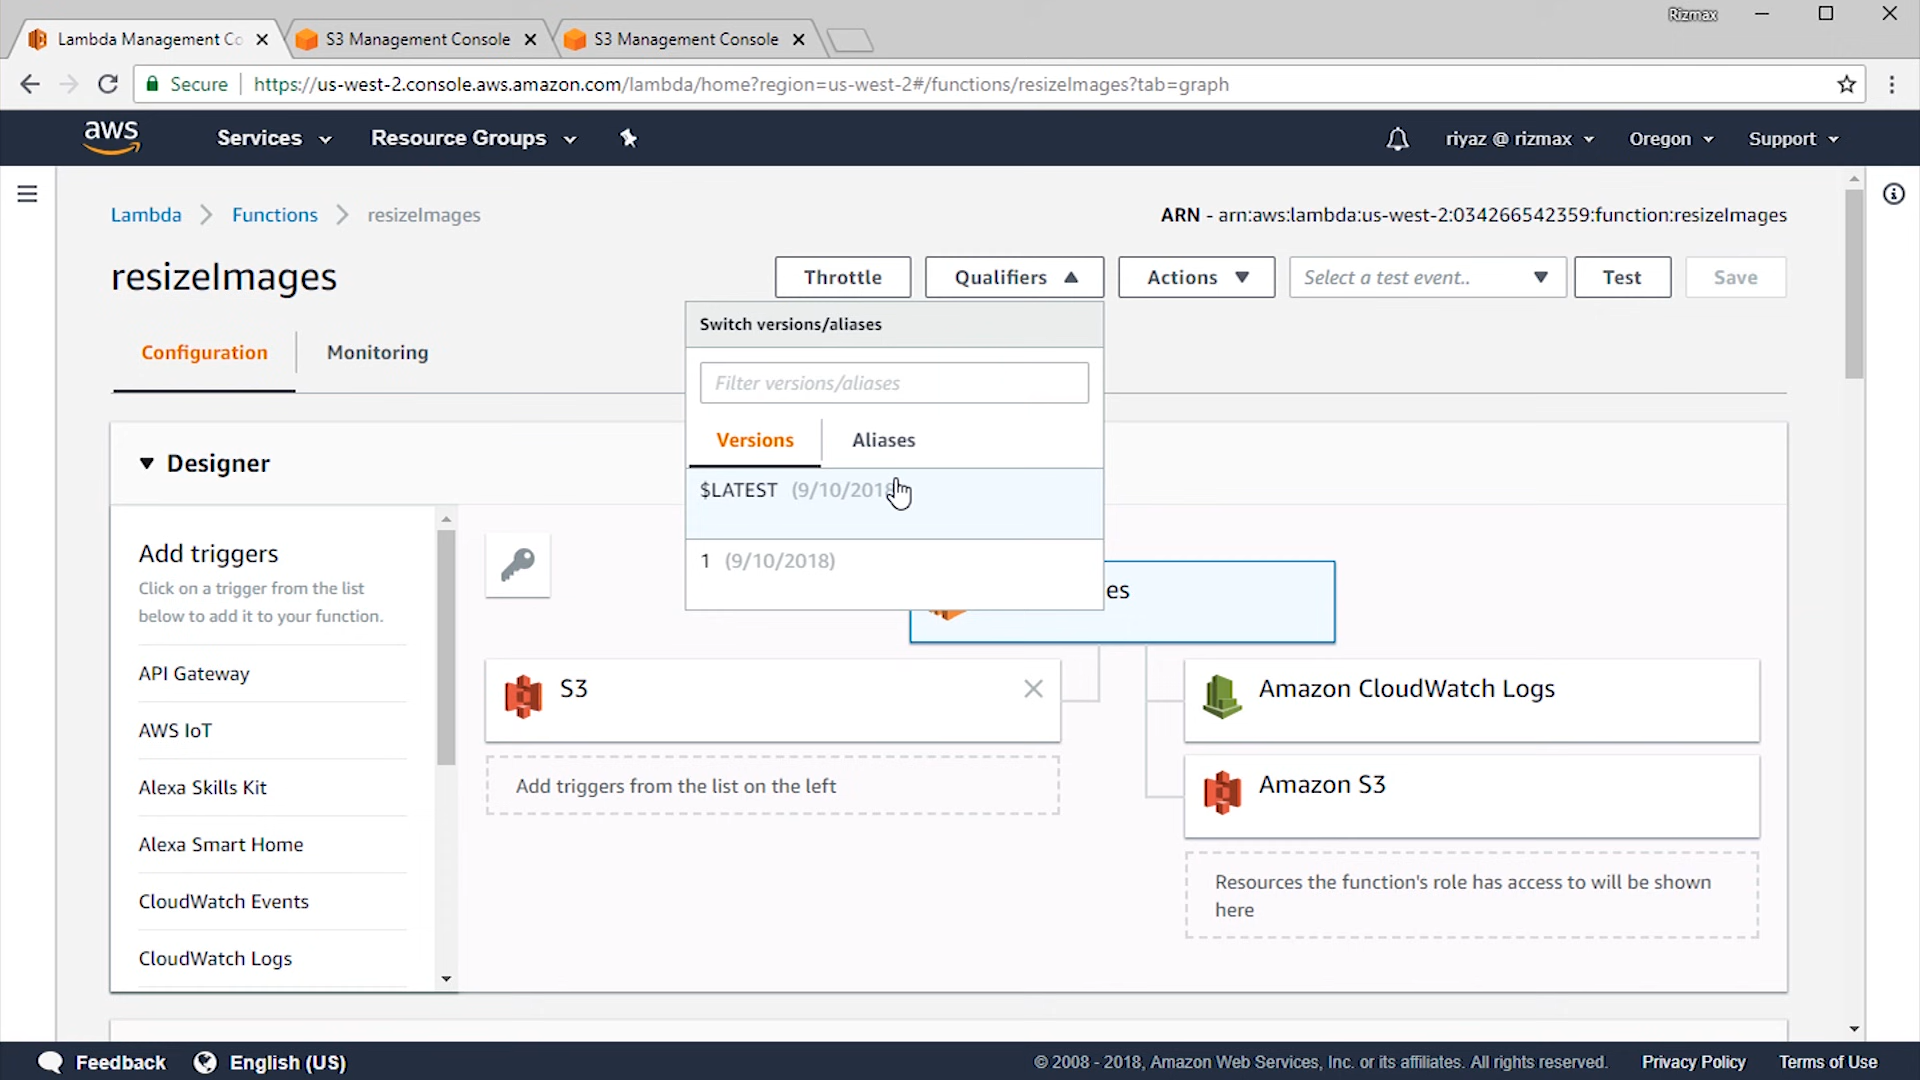 Rizmax
Lambda Management Co
S3 Management Console
S3 Management Console
Secure
https://us-west-2.console.aws.amazon.com/lambda/home?region=us-west-2#/functions/resizeImages?tab=graph
aws
Services
Resource Groups
riyaz @ rizmax
Oregon
Support
Lambda
Functions
resizeImages
ARN - arn:aws:lambda:us-west-2:034266542359:function:resizeImages
resizeImages
Throttle
Qualifiers
Actions
Select a test event..
Test
Save
Switch versions/aliases
Configuration
Monitoring
Filter versions/aliases
Versions
Aliases
$LATEST (9/10/2018
1 (9/10/2018)
Designer
Add triggers
Click on a trigger from the list
below to add it to your function.
API Gateway
AWS IoT
Alexa Skills Kit
Alexa Smart Home
CloudWatch Events
CloudWatch Logs
es
S3
Add triggers from the list on the left
Amazon CloudWatch Logs
Amazon S3
Resources the function's role has access to will be shown
here
Feedback
English (US)
© 2008 - 2018, Amazon Web Services, Inc. or its affiliates. All rights reserved.
Privacy Policy
Terms of Use